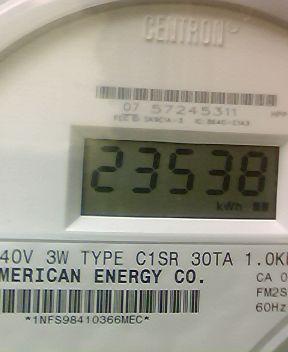 CENTRON
07 57245311
23538
kWh
40V 3W TYPE C1SR 30TA 1.0K
MERICAN ENERGY CO.
CA 0
FM2S
60Hz
*1NFS98410366MEC*